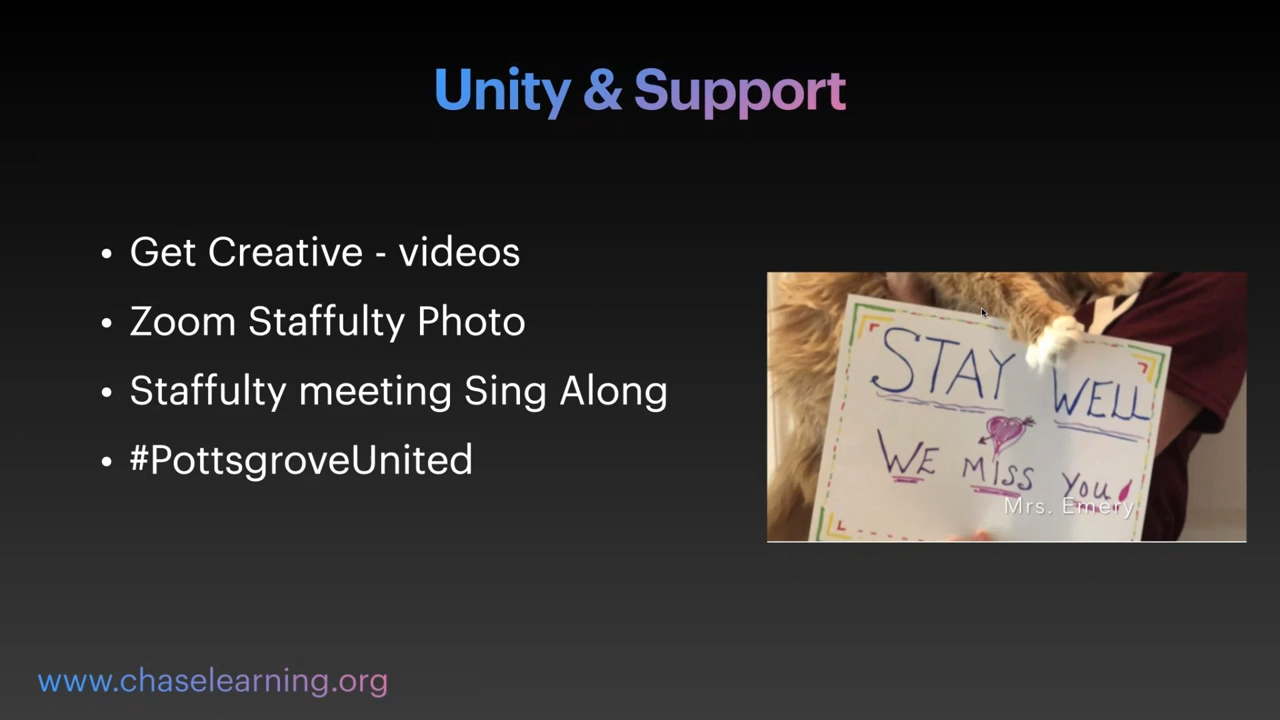 Unity & Support
• Get Creative - videos
• Zoom Staffulty Photo
• Staffulty meeting Sing Along
• #PottsgroveUnited
STAY WELL
WE MISS YOU!
Mrs. Emery
www.chaselearning.org